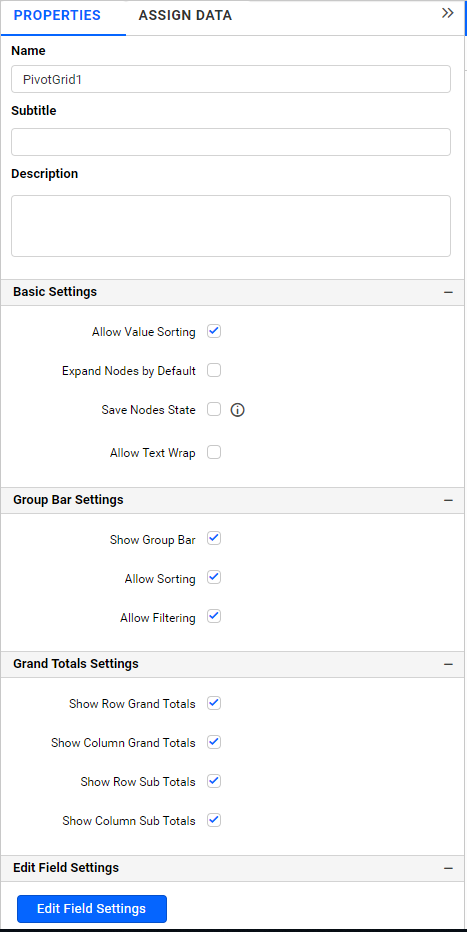 PROPERTIES ASSIGN DATA
Name
PivotGrid1
Subtitle
Description
Basic Settings
Allow Value Sorting
Expand Nodes by Default
Save Nodes State
Allow Text Wrap
Group Bar Settings
Show Group Bar
Allow Sorting
Allow Filtering
Grand Totals Settings
Show Row Grand Totals
Show Column Grand Totals
Show Row Sub Totals
Show Column Sub Totals
Edit Field Settings
Edit Field Settings